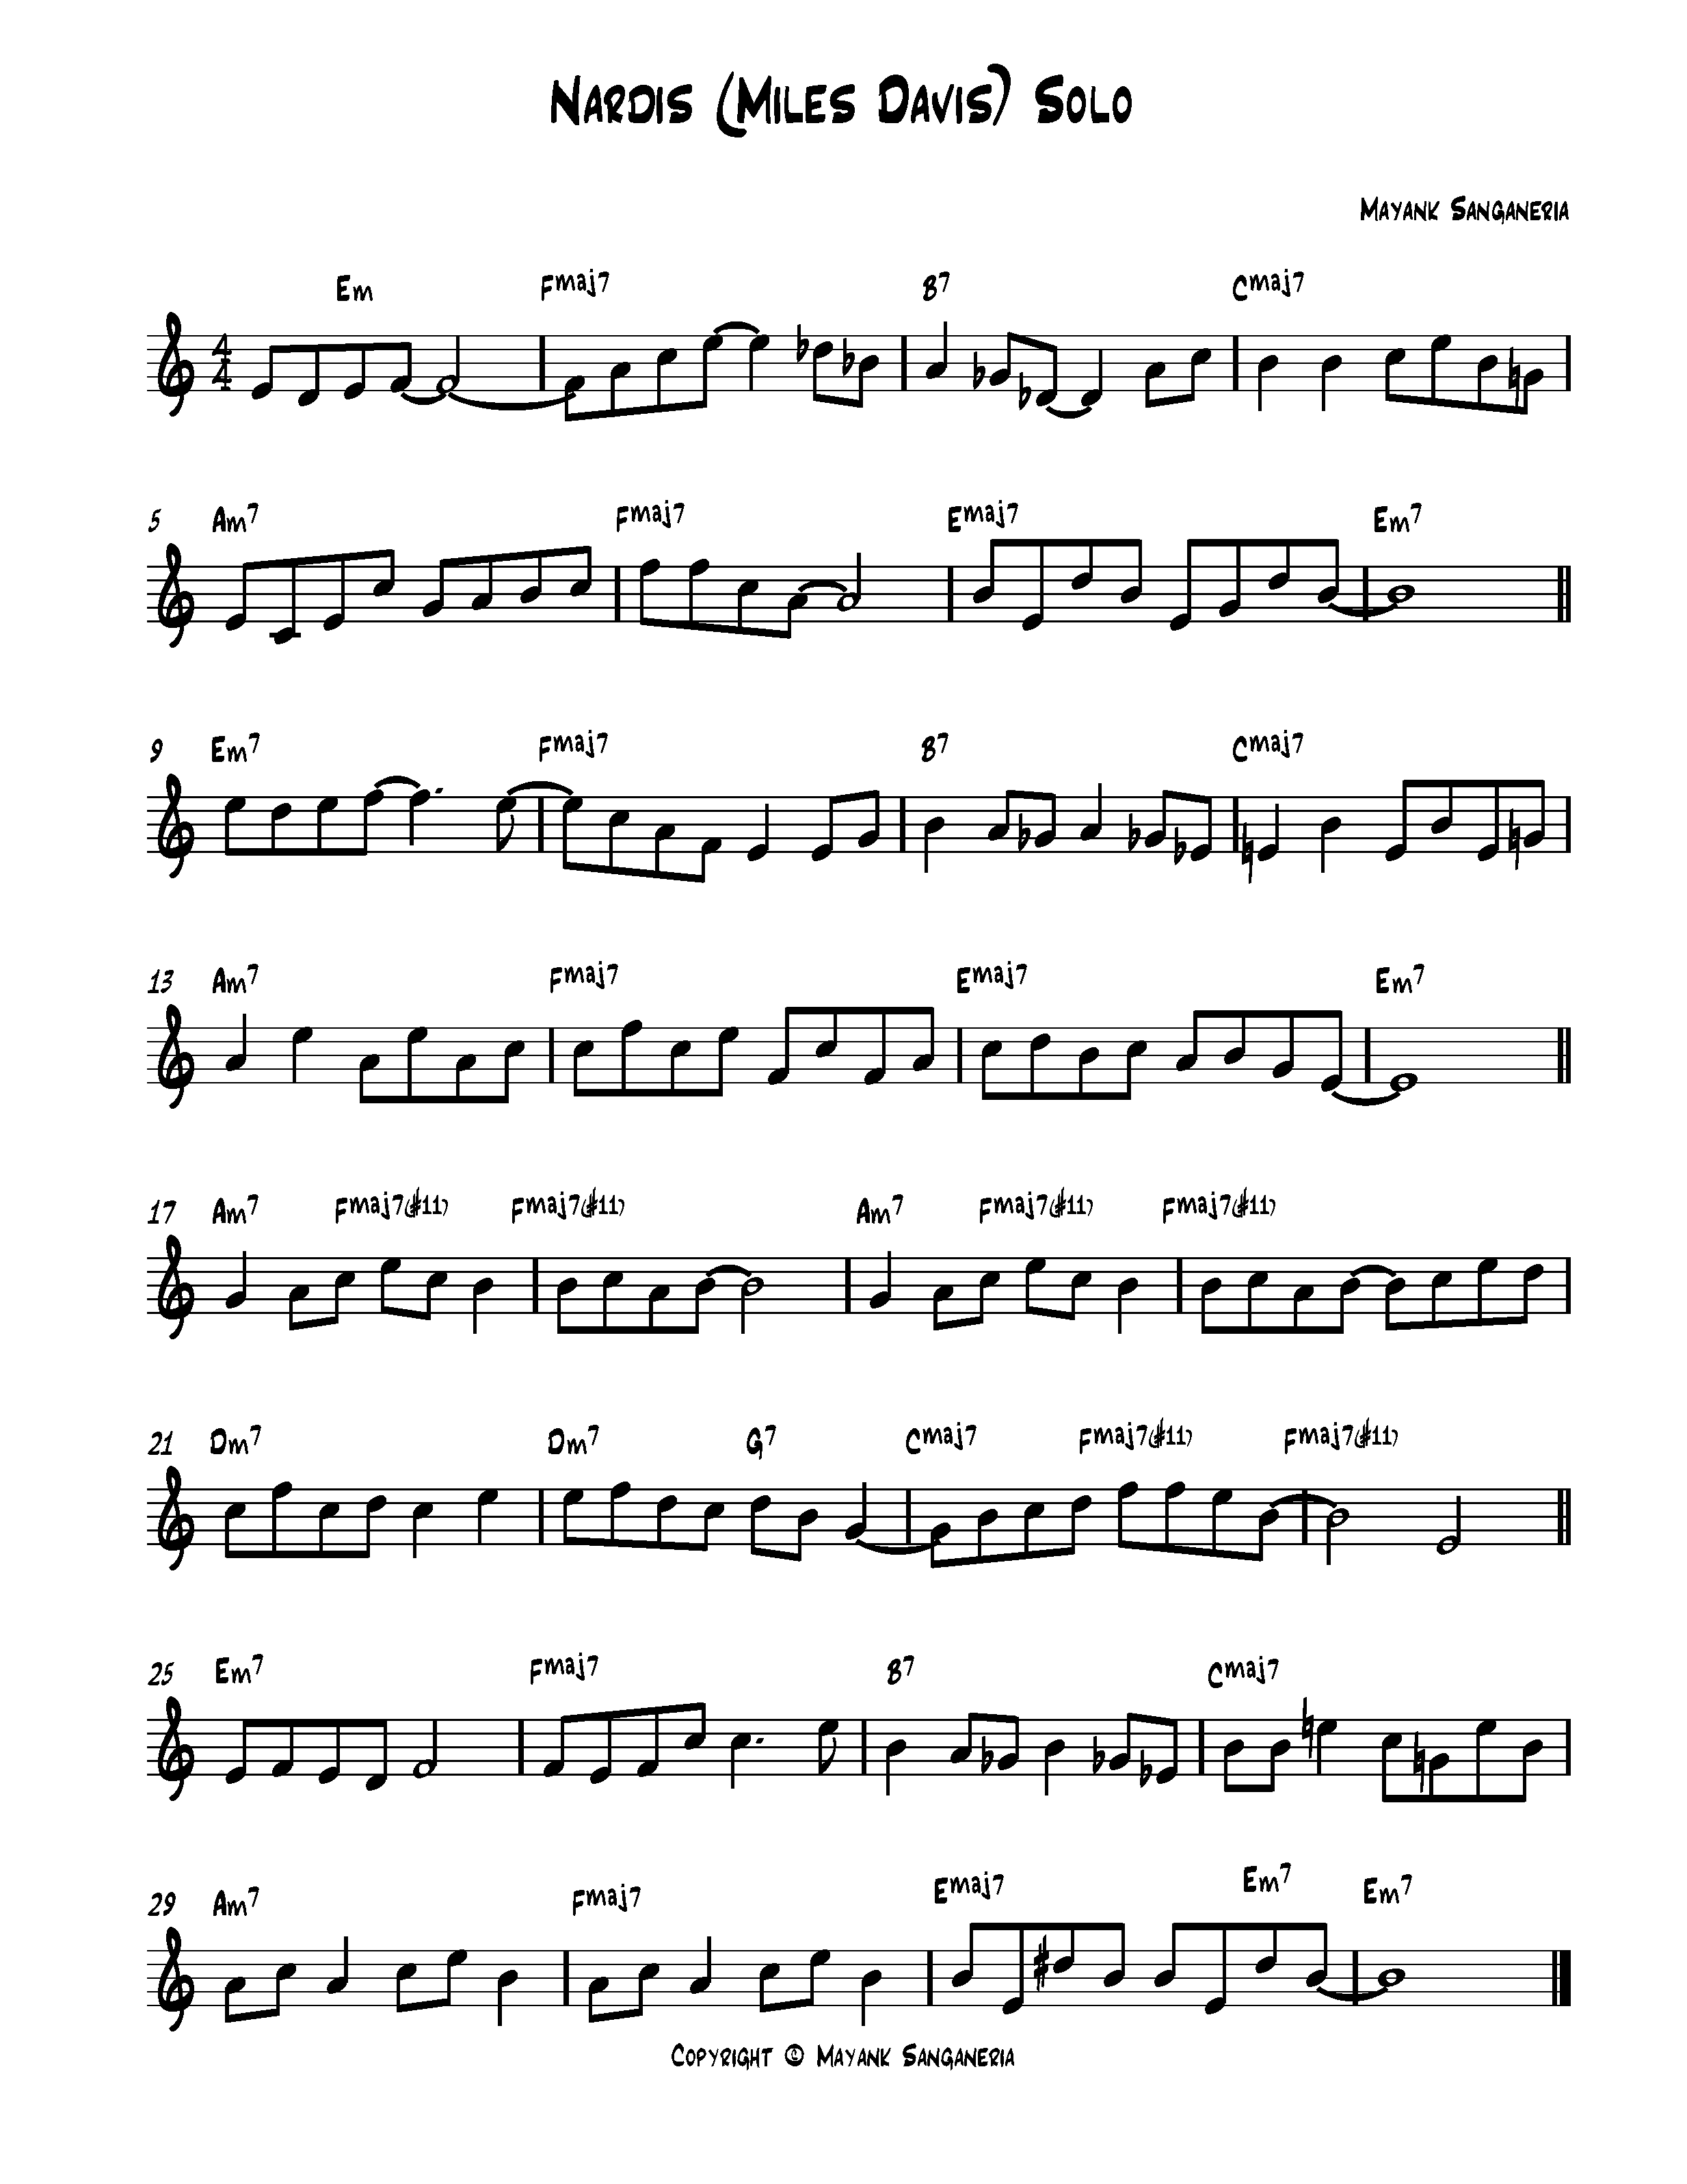 Nardis (Miles Davis) Solo
Mayank Sanganeria
Em Fmaj7 B7 Cmaj7
4
4
5 Am7 Fmaj7 Emaj7 Em7
9 Em7 Fmaj7 B7 Cmaj7
13 Am7 Fmaj7 Emaj7 Em7
17 Am7 Fmaj7(#11) Fmaj7(#11) Am7 Fmaj7(#11) Fmaj7(#11)
21 Dm7 Dm7 G7 Cmaj7 Fmaj7(#11) Fmaj7(#11)
25 Em7 Fmaj7 B7 Cmaj7
29 Am7 Fmaj7 Emaj7 Em7 Em7
Copyright © Mayank Sanganeria